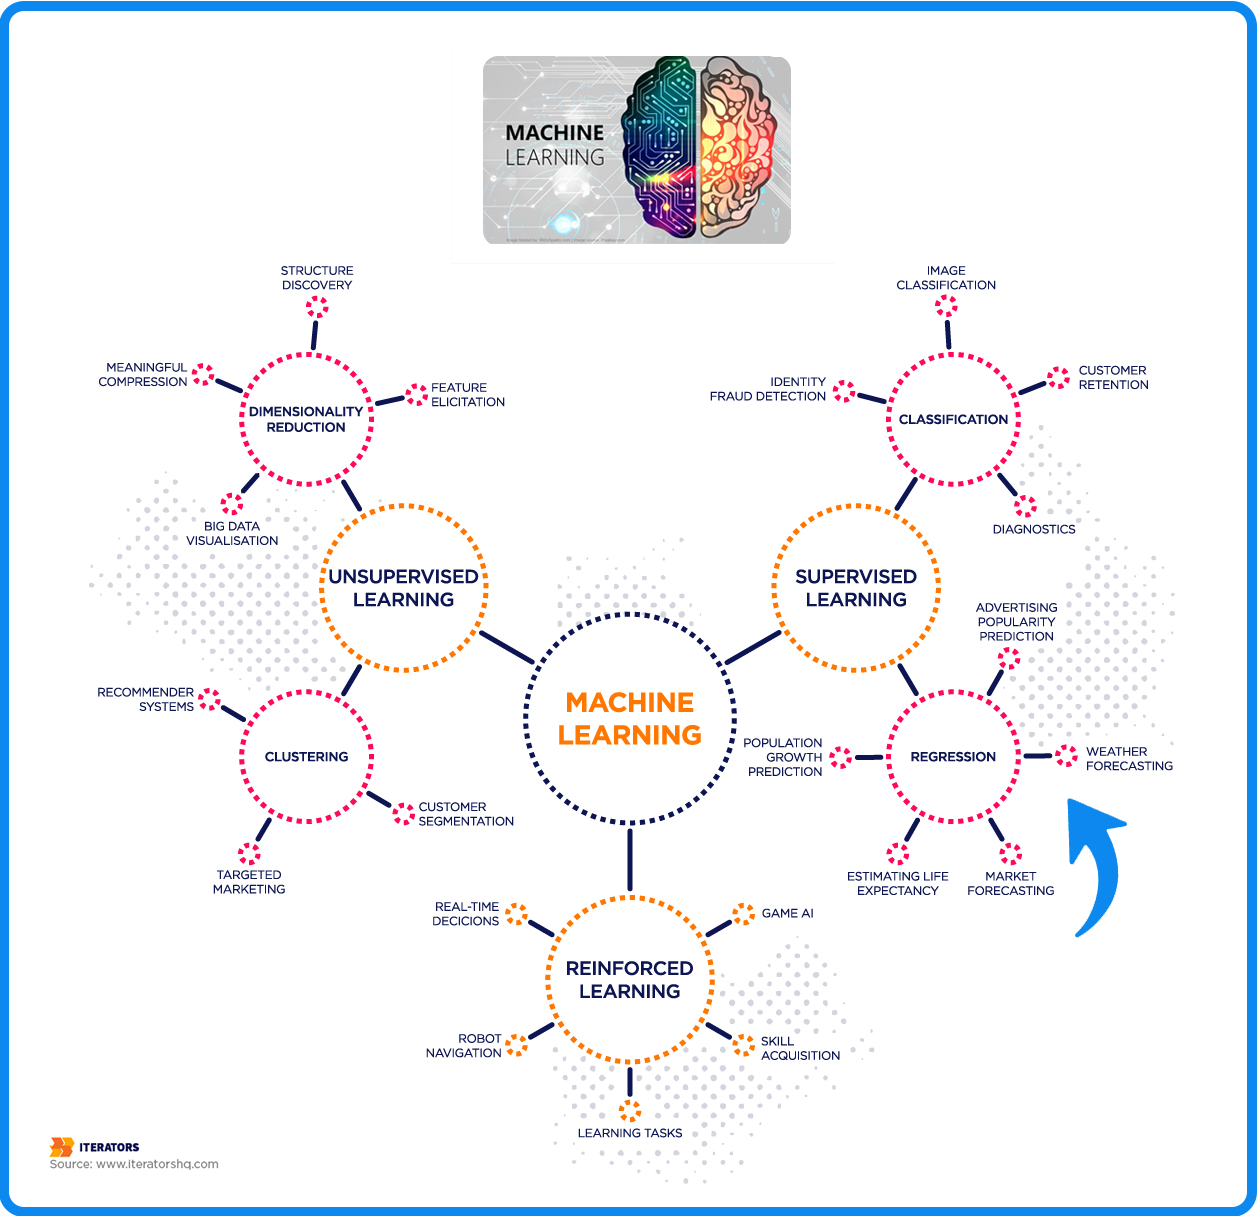 MACHINE
LEARNING
STRUCTURE
DISCOVERY
MEANINGFUL
COMPRESSION
FEATURE
ELICITATION
DIMENSIONALITY
REDUCTION
BIG DATA
VISUALISATION
IMAGE
CLASSIFICATION
IDENTITY
FRAUD DETECTION
CUSTOMER
RETENTION
CLASSIFICATION
DIAGNOSTICS
UNSUPERVISED
LEARNING
SUPERVISED
LEARNING
ADVERTISING
POPULARITY
PREDICTION
RECOMMENDER
SYSTEMS
CLUSTERING
CUSTOMER
SEGMENTATION
TARGETED
MARKETING
MACHINE
LEARNING
POPULATION
GROWTH
PREDICTION
REGRESSION
WEATHER
FORECASTING
ESTIMATING LIFE
EXPECTANCY
MARKET
FORECASTING
REAL-TIME
DECICIONS
GAME AI
REINFORCED
LEARNING
ROBOT
NAVIGATION
SKILL
ACQUISITION
LEARNING TASKS
ITERATORS
Source: www.iteratorshq.com